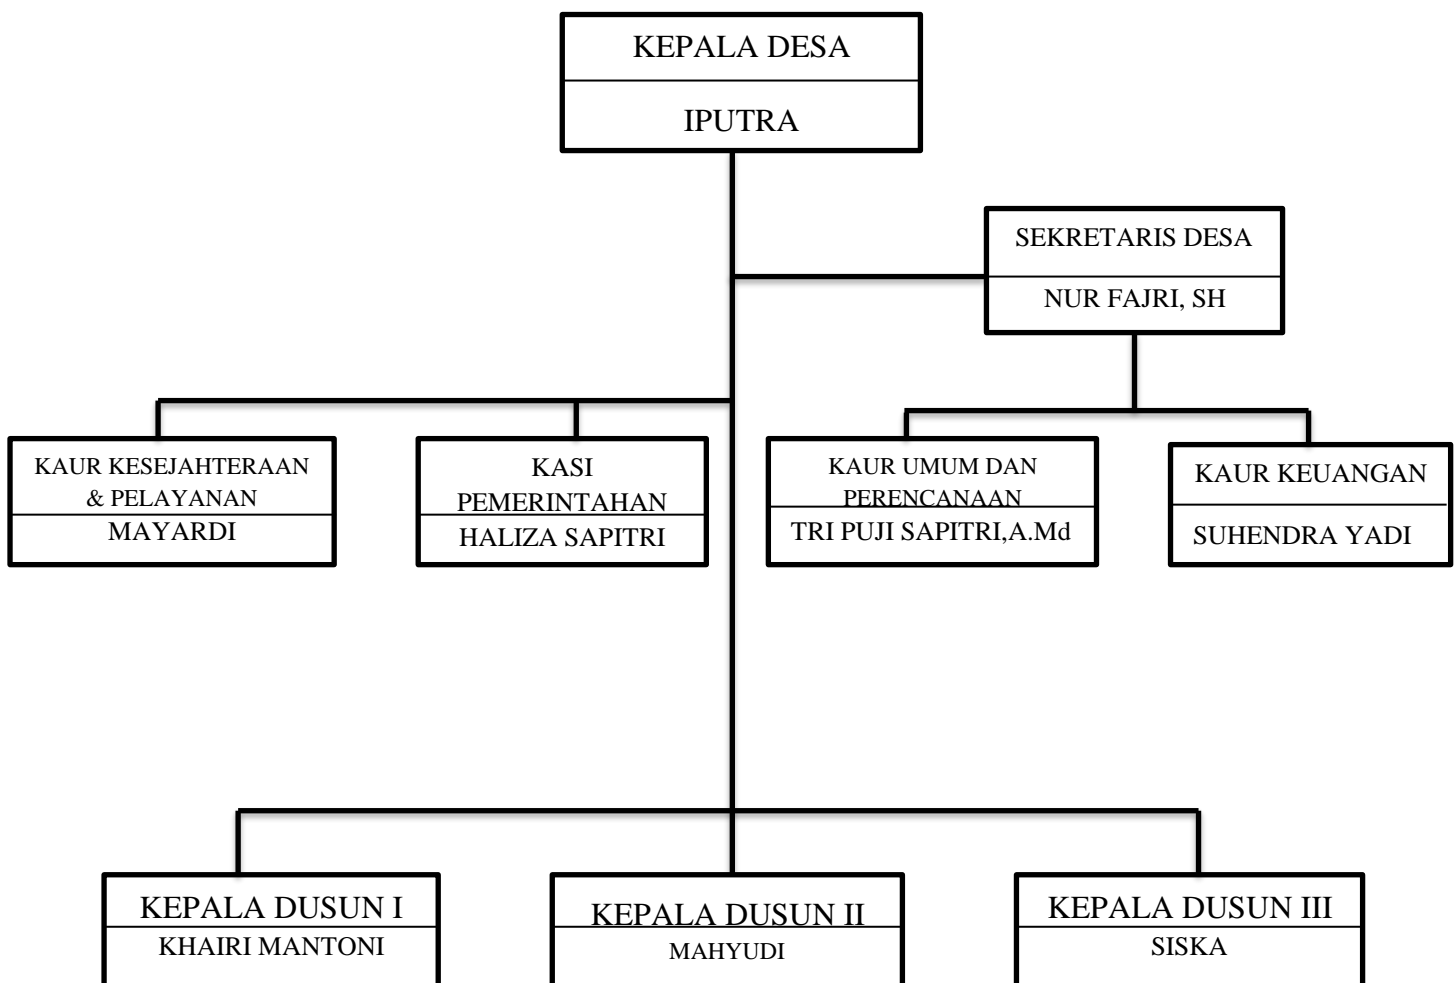 KEPALA DESA
IPUTRA
SEKRETARIS DESA
NUR FAJRI, SH
KAUR KESEJAHTERAAN
& PELAYANAN
MAYARDI
KASI
PEMERINTAHAN
HALIZA SAPITRI
KAUR UMUM DAN
PERENCANAAN
TRI PUJI SAPITRI,A.Md
KAUR KEUANGAN
SUHENDRA YADI
KEPALA DUSUN I
KHAIRI MANTONI
KEPALA DUSUN II
MAHYUDI
KEPALA DUSUN III
SISKA